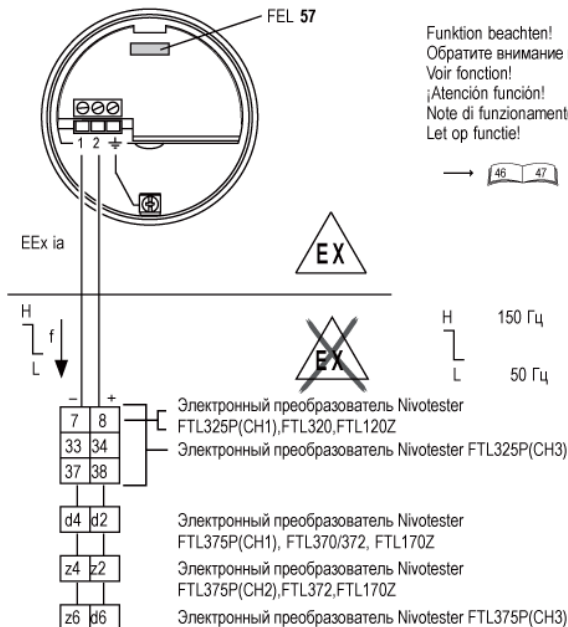 FEL 57
Funktion beachten!
Обратите внимание
Voir fonction!
¡Atención función!
Note di funzionament
Let op functie!
46 47
1 2
EEx ia
EX
H
f
L
EX
H 150 Гц
L 50 Гц
– +
7 8
Электронный преобразователь Nivotester
FTL325P(CH1),FTL320,FTL120Z
33 34
Электронный преобразователь Nivotester FTL325P(CH3)
37 38
d4 d2
Электронный преобразователь Nivotester
FTL375P(CH1), FTL370/372, FTL170Z
z4 z2
Электронный преобразователь Nivotester
FTL375P(CH2),FTL372,FTL170Z
z6 d6
Электронный преобразователь Nivotester FTL375P(CH3)